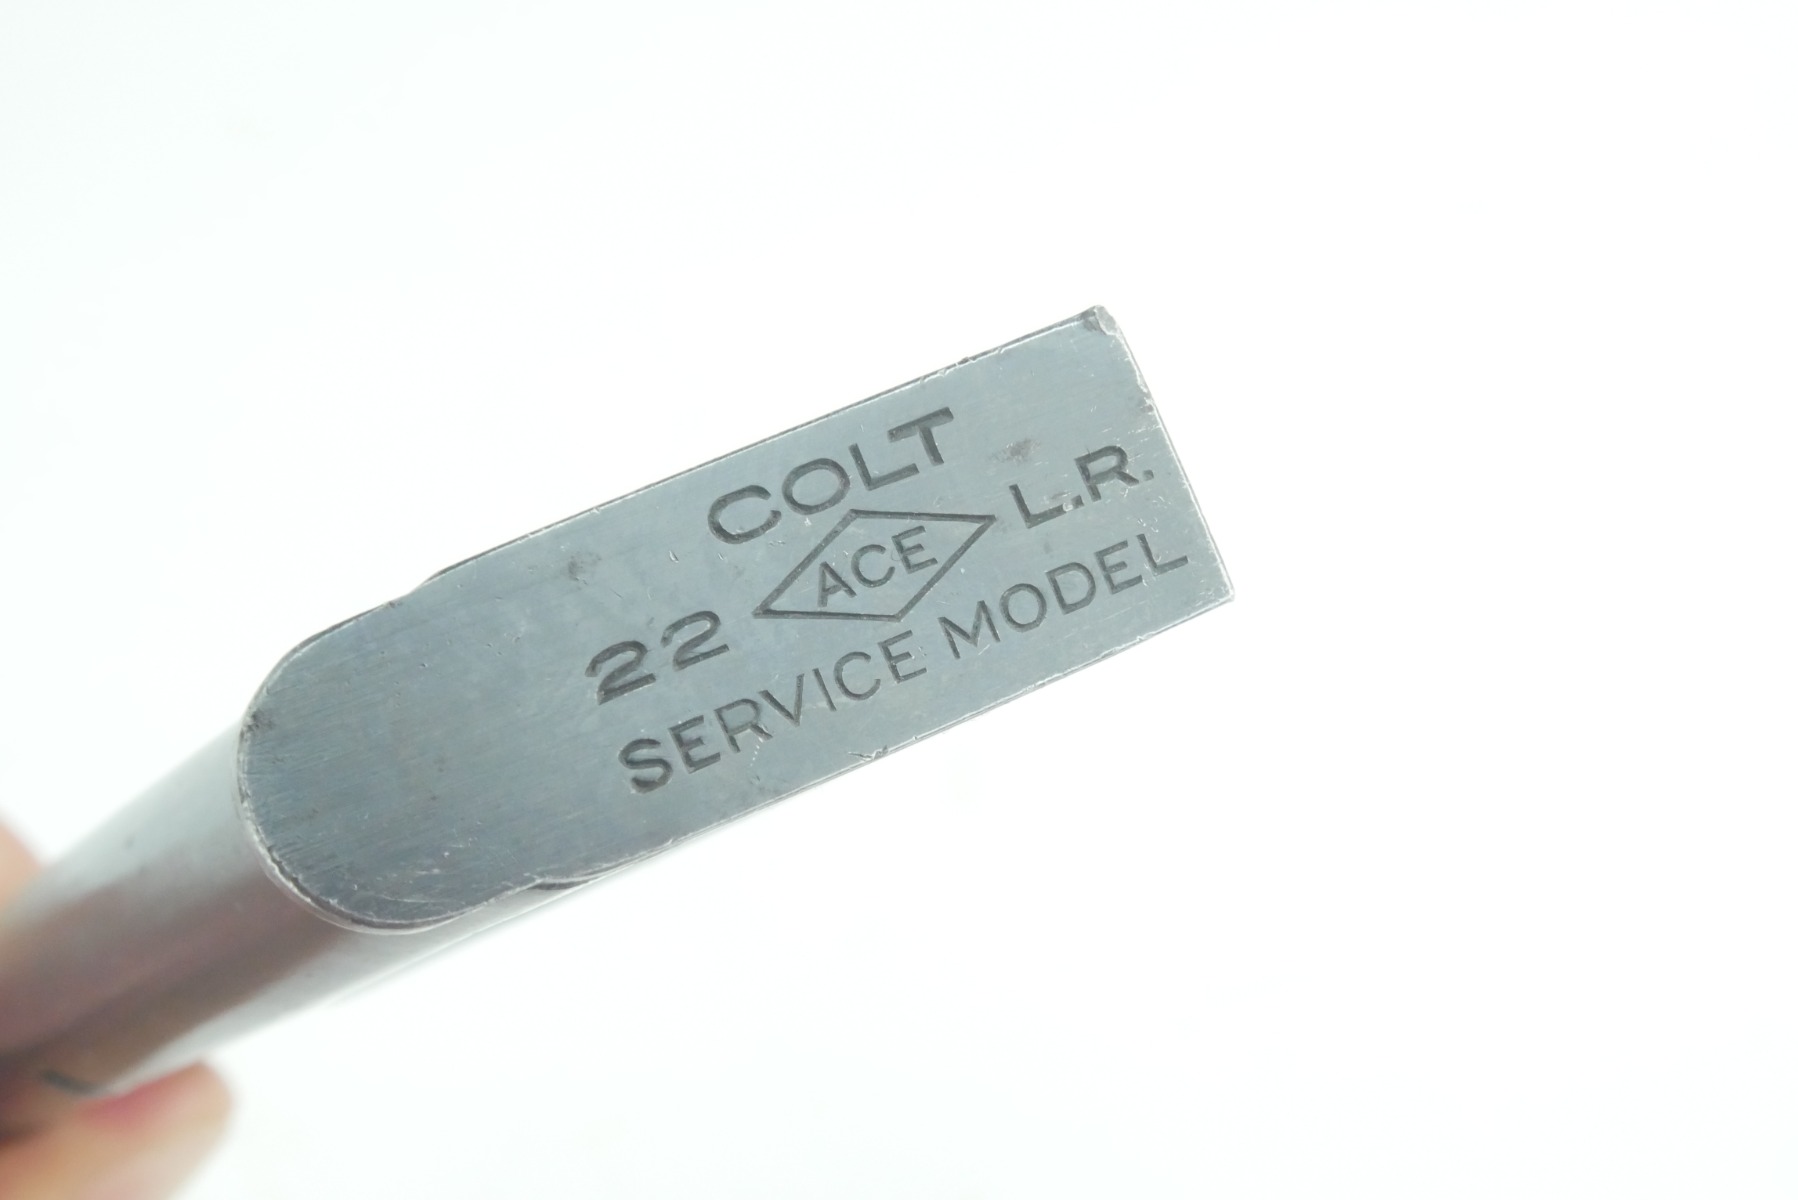 COLT
22 ACE L.R.
SERVICE MODEL